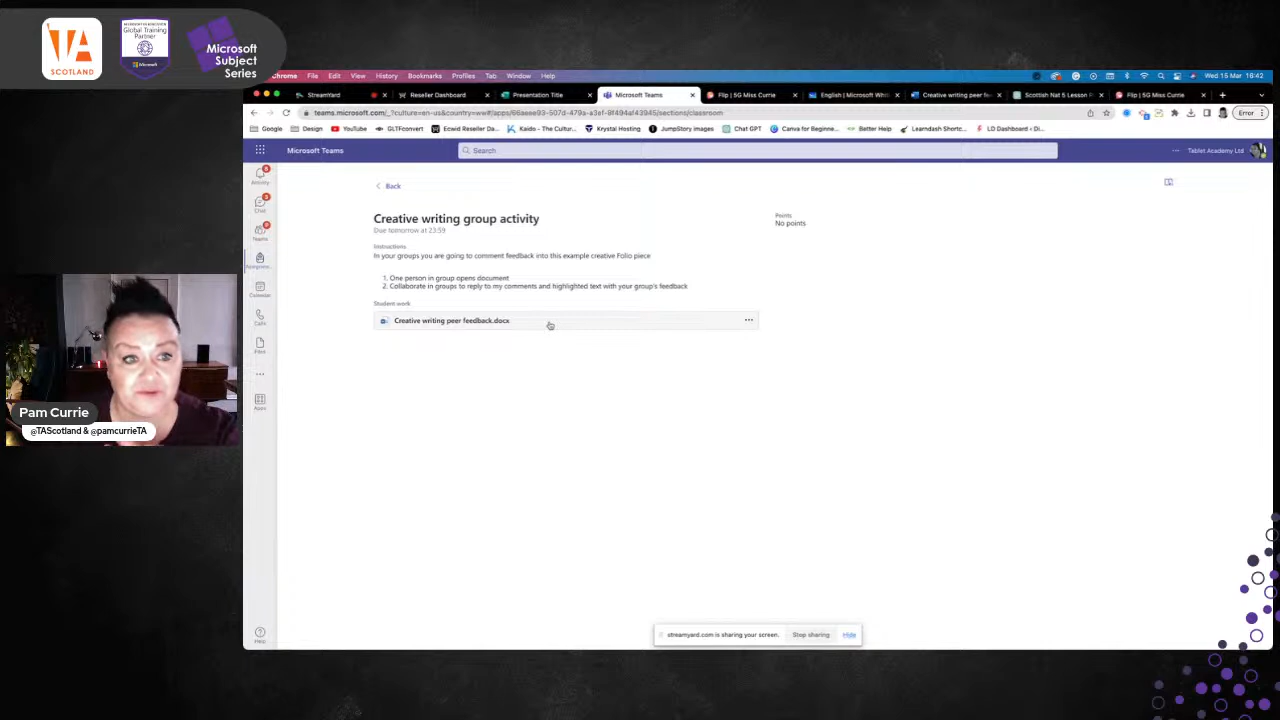 TA
SCOTLAND
MICROSOFT EDUCATION
Global Training
Partner
Microsoft
Microsoft
Subject
Series
Chrome File Edit View History Bookmarks Profiles Tab Window Help
Wed 15 Mar 16:42
StreamYard
Reseller Dashboard
Presentation Title
Microsoft Teams
Flip | 5G Miss Currie
English | Microsoft Whit
Creative writing peer fe
Scottish Nat 5 Lesson P
Flip | 5G Miss Currie
teams.microsoft.com/_?culture=en-us&country=ww#/apps/66aeee93-507d-479a-a3ef-8f494af43945/sections/classroom
Error
Google
Design
YouTube
GLTFConvert
Ecwid Reseller Da...
Kaido - The Cultur...
Krystal Hosting
JumpStory images
Chat GPT
Canva for Beginne...
Better Help
Learndash Shortc...
LD Dashboard ‹ Di...
Microsoft Teams
Search
Tablet Academy Ltd
Activity
Chat
Teams
Calendar
Calls
Files
Apps
Help
Back
Creative writing group activity
Due tomorrow at 23:59
Points
No points
Instructions
In your groups you are going to comment feedback into this example creative Folio piece
1. One person in group opens document
2. Collaborate in groups to reply to my comments and highlighted text with your group's feedback
Student work
Creative writing peer feedback.docx
Pam Currie
@TAScotland & @pamcurrieTA
streamyard.com is sharing your screen.
Stop sharing
Hide